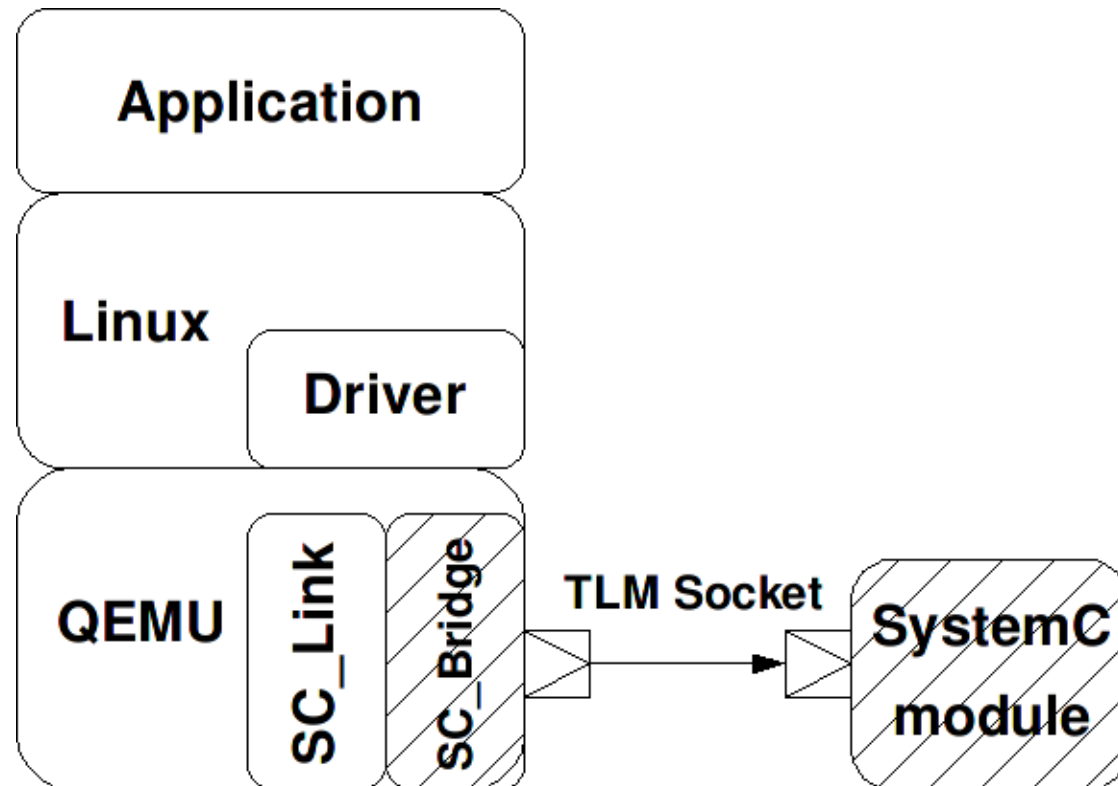 Application
Linux
Driver
QEMU
SC_Link
SC_Bridge
TLM Socket
SystemC
module